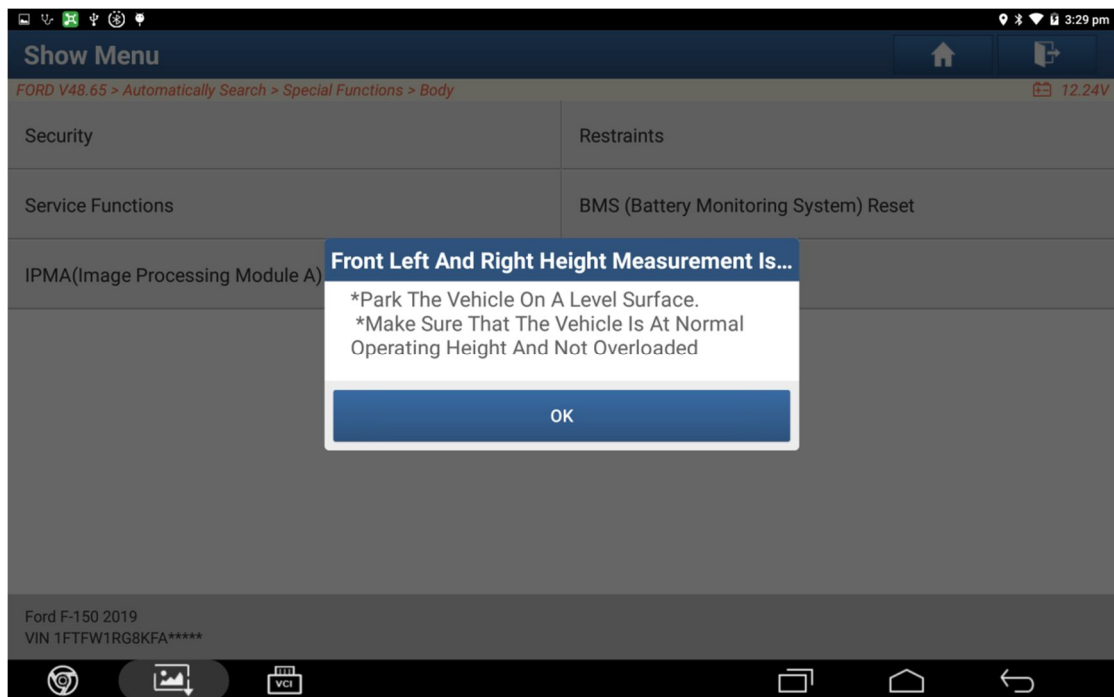 3:29 pm
Show Menu
FORD V48.65 > Automatically Search > Special Functions > Body
12.24V
Security
Restraints
Service Functions
BMS (Battery Monitoring System) Reset
IPMA(Image Processing Module A)
Front Left And Right Height Measurement Is...
*Park The Vehicle On A Level Surface.
*Make Sure That The Vehicle Is At Normal
Operating Height And Not Overloaded
OK
Ford F-150 2019
VIN 1FTFW1RG8KFA*****
VCI